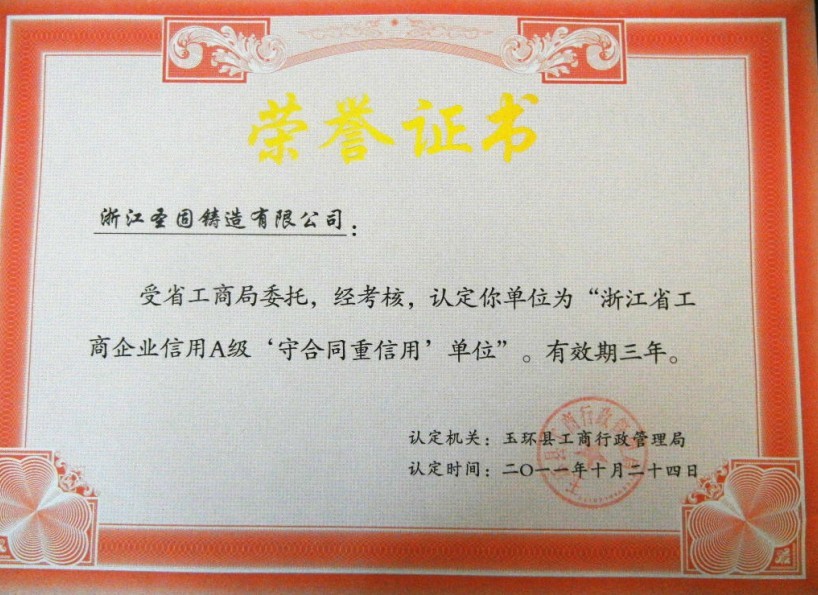 荣誉证书
浙江圣固铸造有限公司：
受省工商局委托，经考核，认定你单位为“浙江省工
商企业信用A级‘守合同重信用’单位”。有效期三年。
认定机关：玉环县工商行政管理局
认定时间：二〇一一年十月二十四日